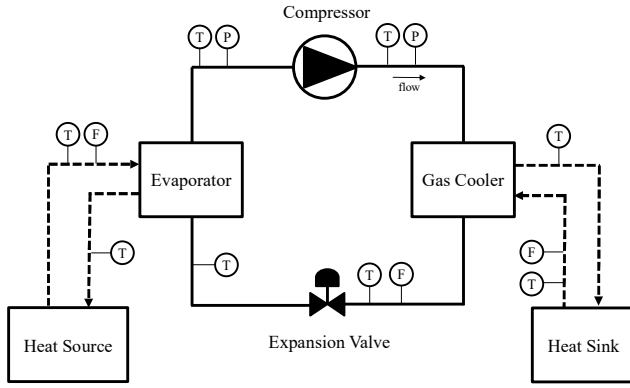 Compressor
T P
T P
flow
T F
T
Evaporator
Gas Cooler
T
T
T F
F
T
Heat Source
Expansion Valve
Heat Sink